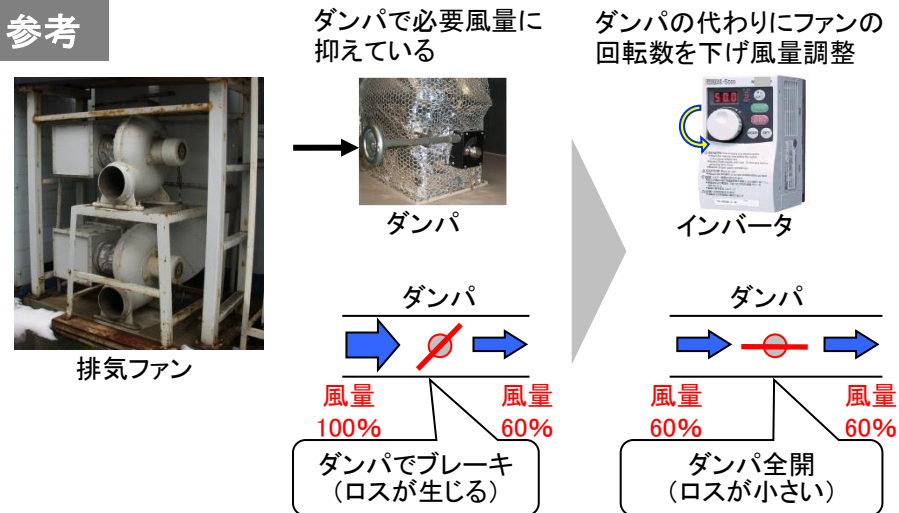 参考
ダンパで必要風量に
抑えている
ダンパの代わりにファンの
回転数を下げ風量調整
50.0
排気ファン
ダンパ
インバータ
ダンパ
風量
100%
風量
60%
ダンパでブレーキ
（ロスが生じる）
ダンパ
風量
60%
風量
60%
ダンパ全開
（ロスが小さい）